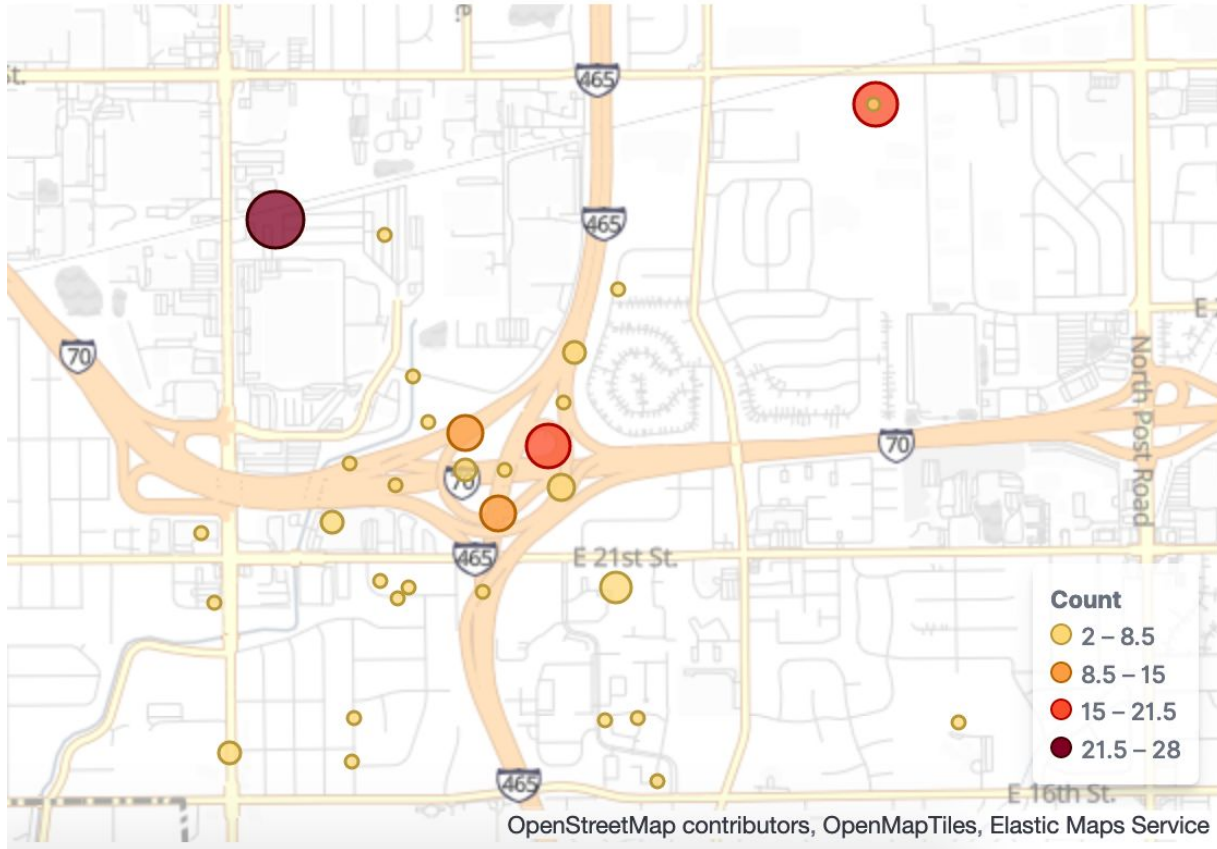 St.
e.
465
465
70
70
70
E 2
North Post Road
465
E 21st St.
Count
2 – 8.5
8.5 – 15
15 – 21.5
21.5 – 28
465
E 16th St.
OpenStreetMap contributors, OpenMapTiles, Elastic Maps Service